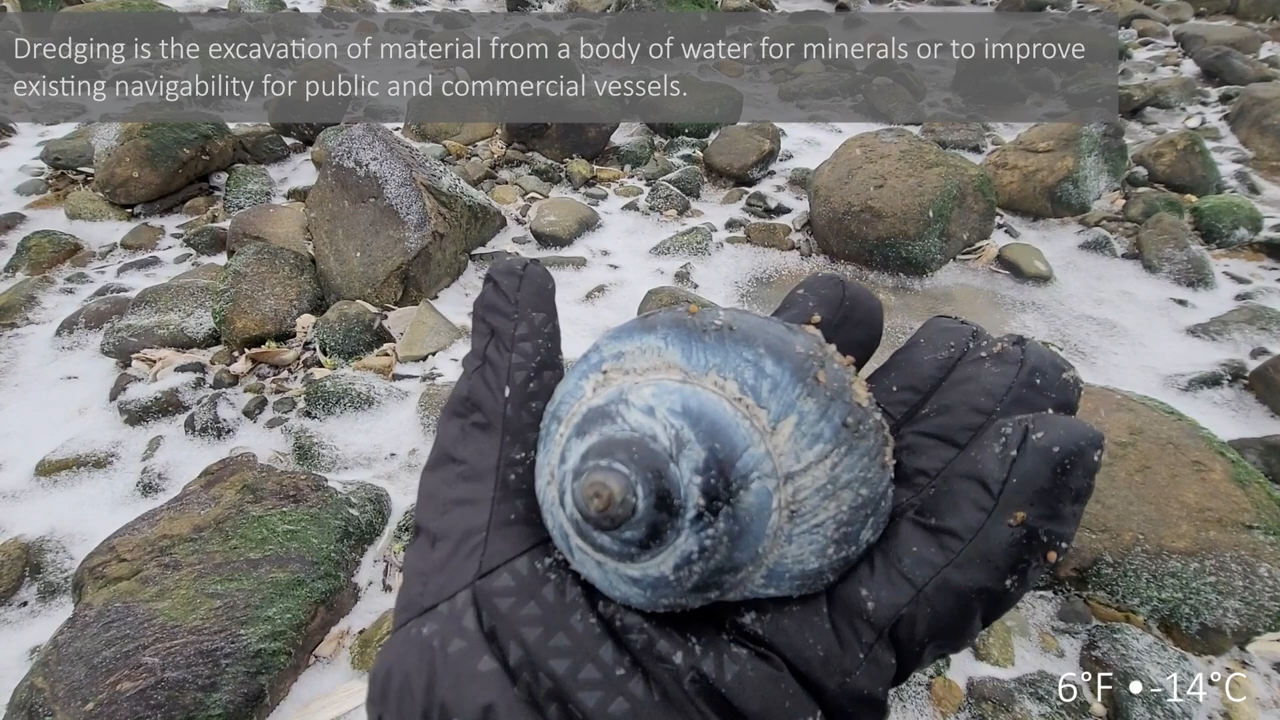 Dredging is the excavation of material from a body of water for minerals or to improve
existing navigability for public and commercial vessels.
6°F • -14°C